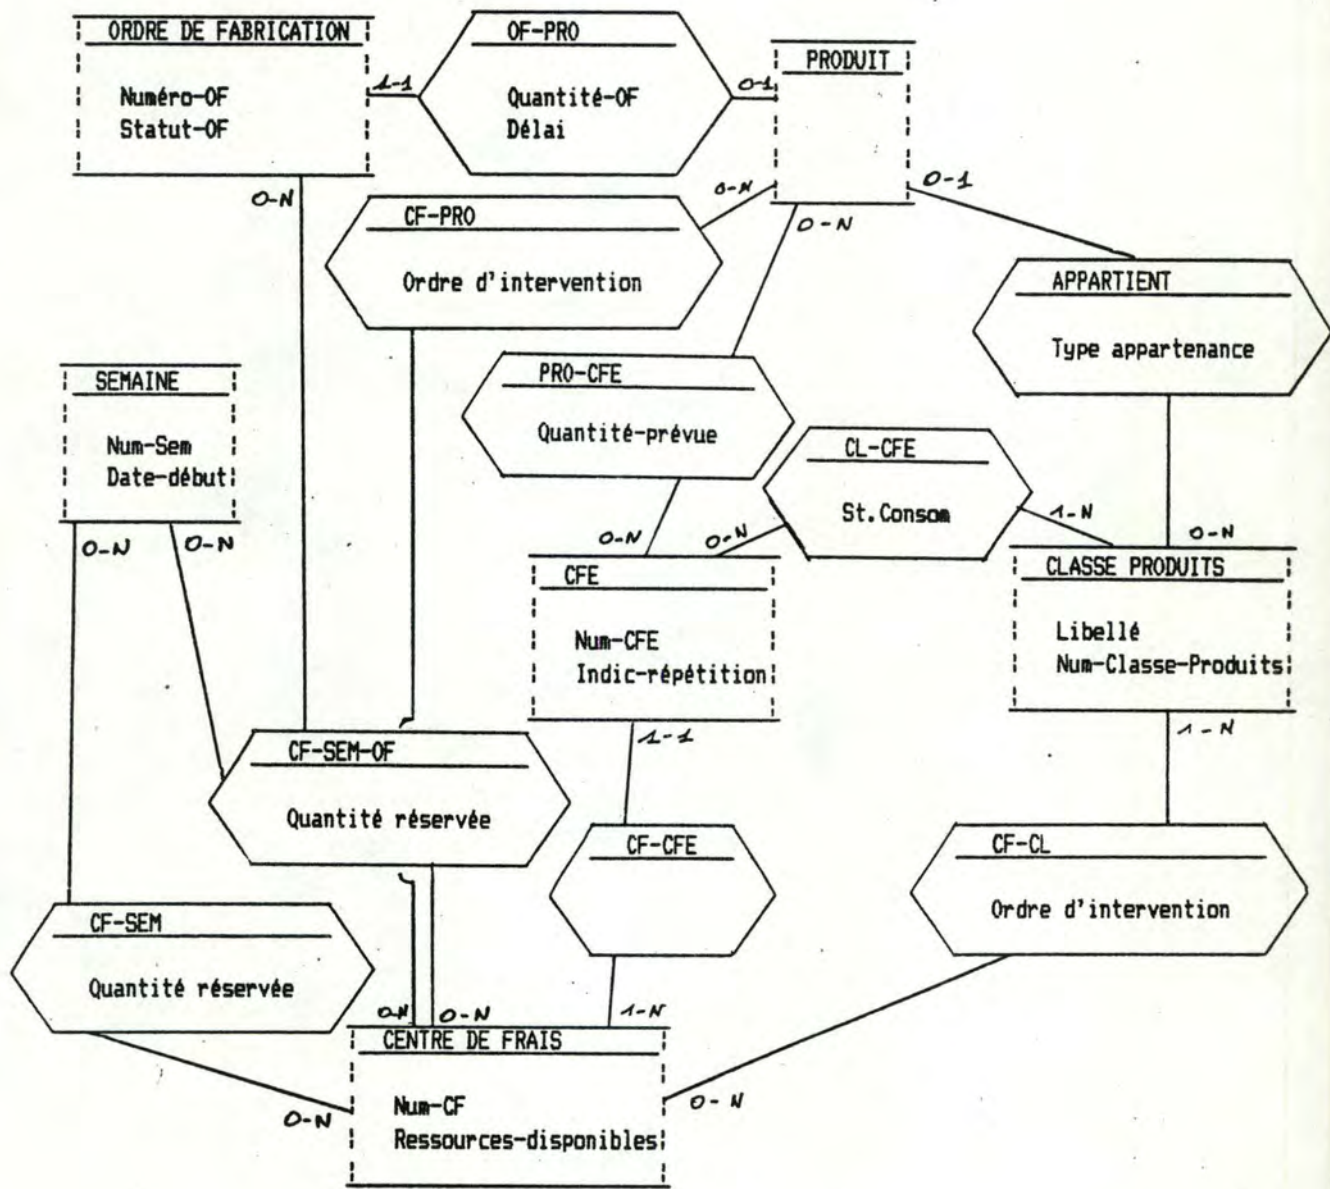 ORDRE DE FABRICATION
Numéro-OF
Statut-OF
1-1
OF-PRO
Quantité-OF
Délai
0-1
PRODUIT
0-N
CF-PRO
Ordre d'intervention
0-N
0-N
0-1
APPARTIENT
Type appartenance
SEMAINE
Num-Sem
Date-début
PRO-CFE
Quantité-prévue
CL-CFE
St.Consom
1-N
0-N
0-N
0-N
0-N
0-N
CFE
Num-CFE
Indic-répétition
CLASSE PRODUITS
Libellé
Num-Classe-Produits
1-1
1-N
CF-SEM-OF
Quantité réservée
CF-CFE
CF-CL
Ordre d'intervention
CF-SEM
Quantité réservée
0-N
0-N
1-N
CENTRE DE FRAIS
Num-CF
Ressources-disponibles
0-N
0-N